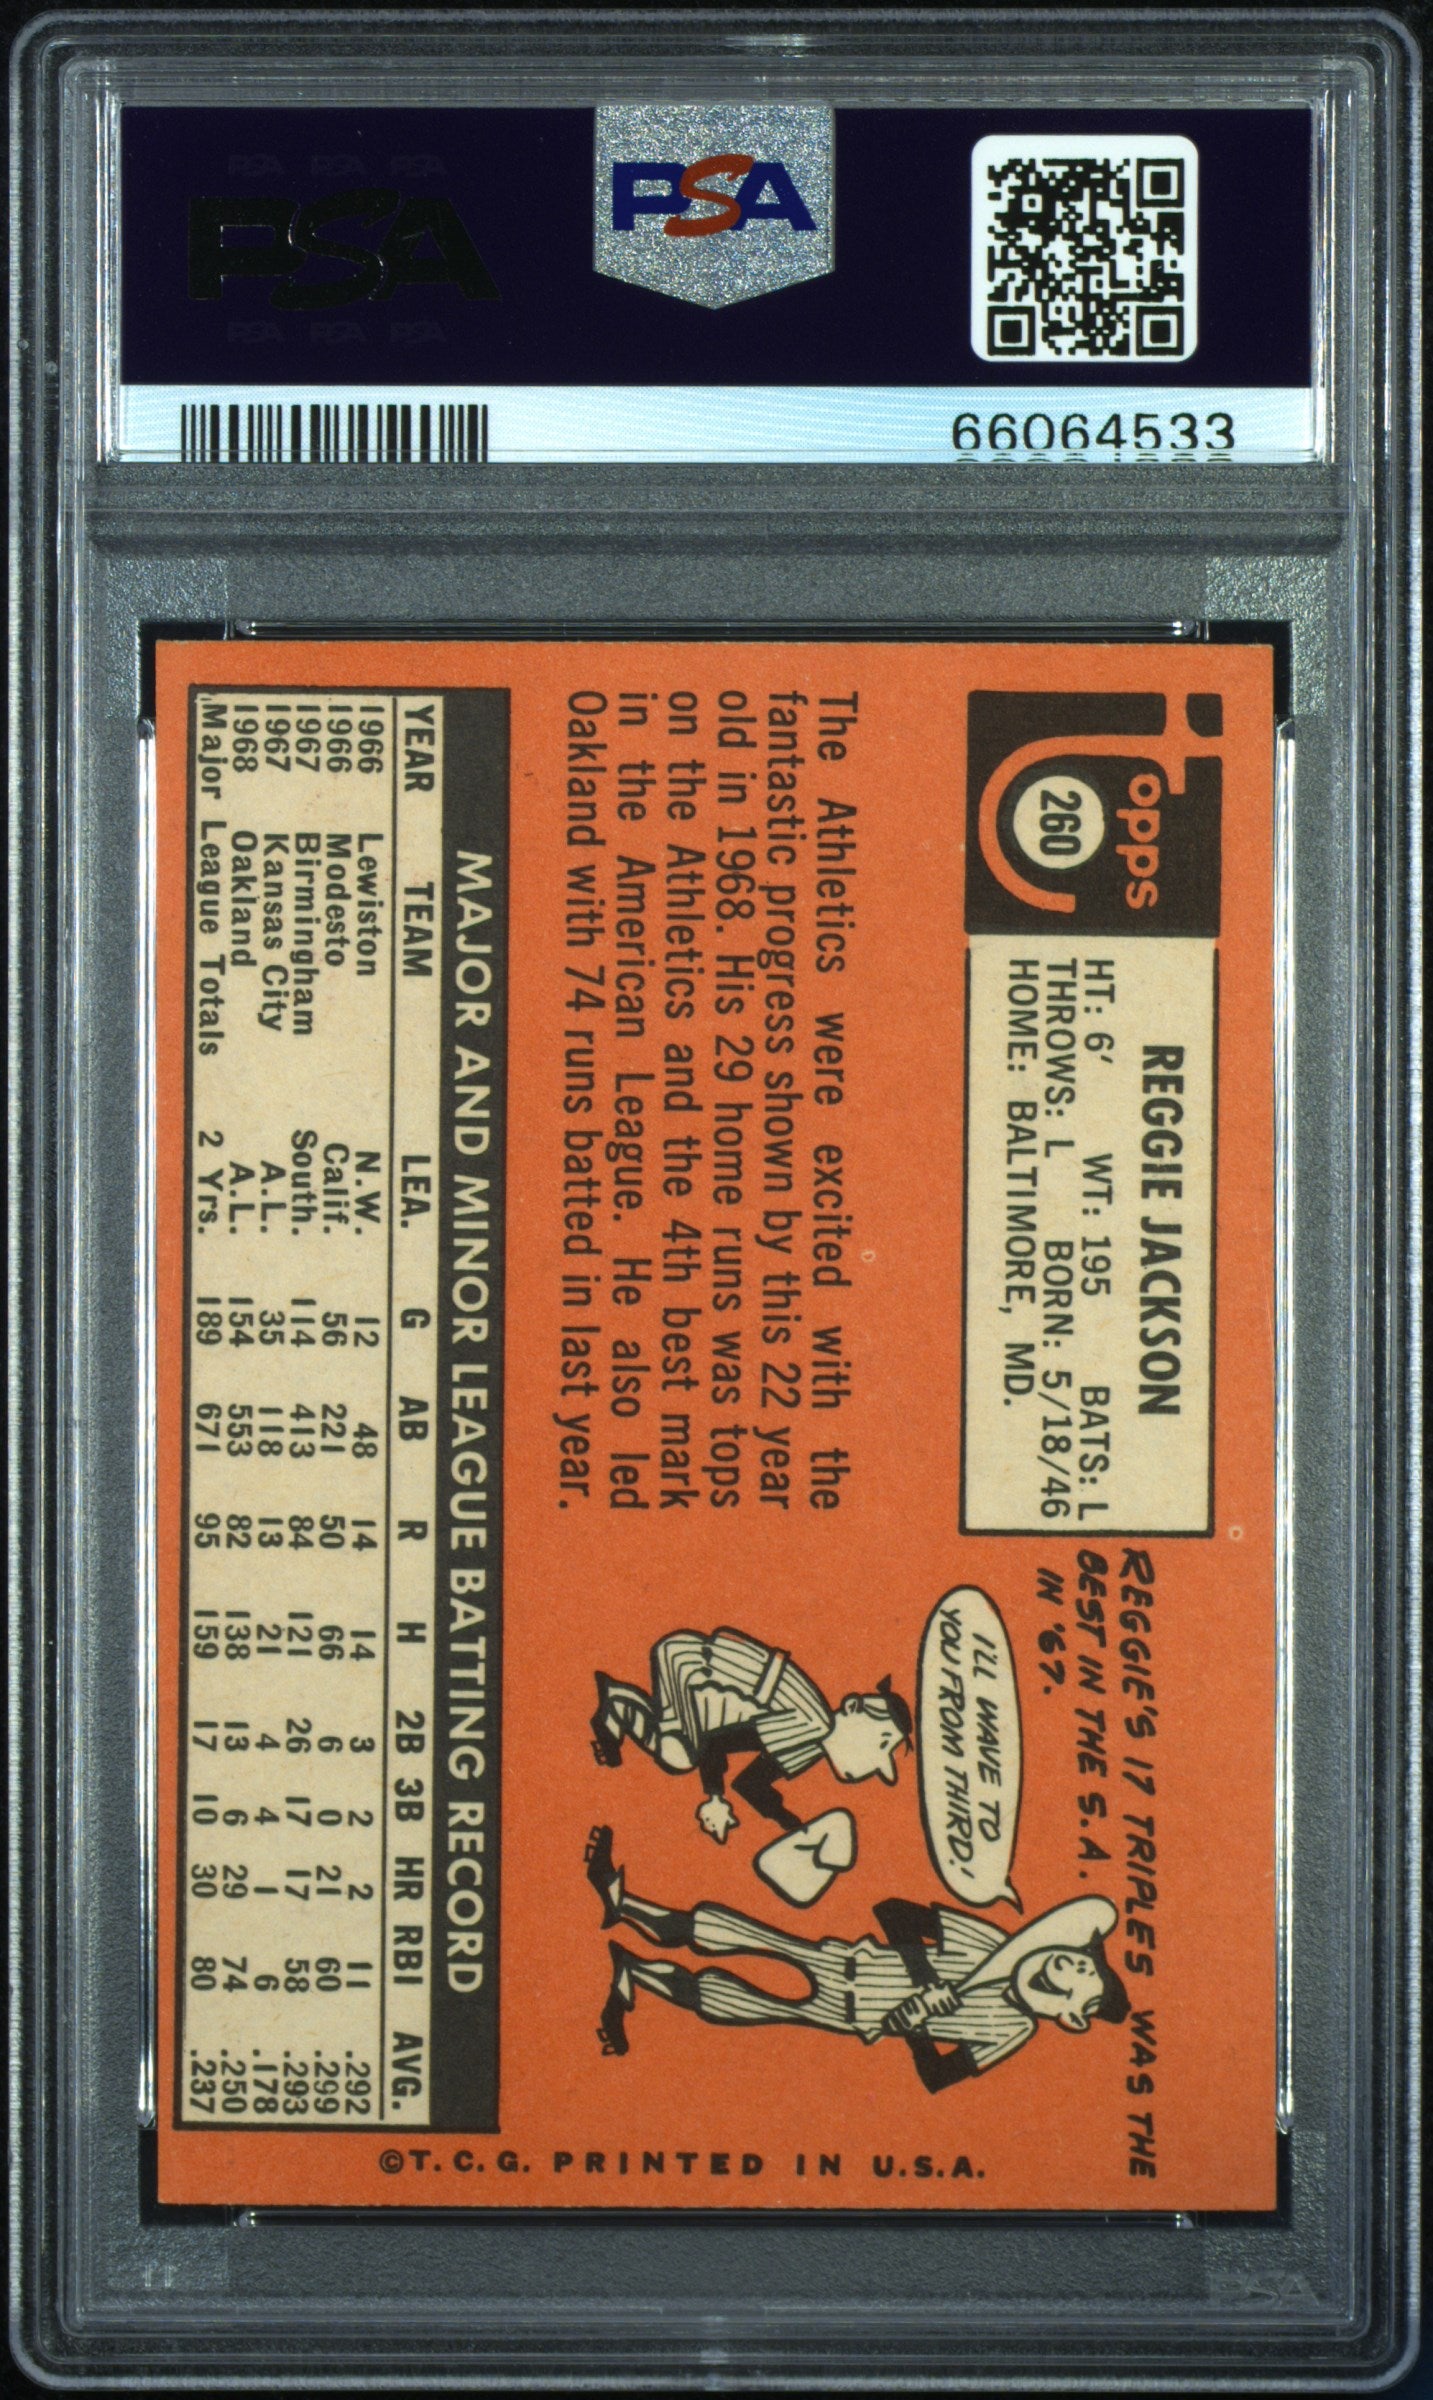 PSA PSA PSA
PSA
PSA PSA PSA
PSA
66064533
Topps
260
REGGIE JACKSON
HT: 6' WT: 195 BATS: L
THROWS: L BORN: 5/18/46
HOME: BALTIMORE, MD.
REGGIE'S 17 TRIPLES WAS THE
BEST IN THE S.A.
IN '67.
I'LL WAVE TO
YOU FROM THIRD!
The Athletics were excited with the
fantastic progress shown by this 22 year
old in 1968. His 29 home runs was tops
on the Athletics and the 4th best mark
in the American League. He also led
Oakland with 74 runs batted in last year.
MAJOR AND MINOR LEAGUE BATTING RECORD
YEAR TEAM LEA. G AB R H 2B 3B HR RBI AVG.
1966 Lewiston N.W. 12 48 14 14 3 2 2 11 .292
1966 Modesto Calif. 56 221 50 66 6 0 21 60 .299
1967 Birmingham South. 114 413 84 121 26 17 17 58 .293
1967 Kansas City A.L. 35 118 13 21 4 4 1 6 .178
1968 Oakland A.L. 154 553 82 138 13 6 29 74 .250
Major League Totals 2 Yrs. 189 671 95 159 17 10 30 80 .237
©T.C.G. PRINTED IN U.S.A.
PSA